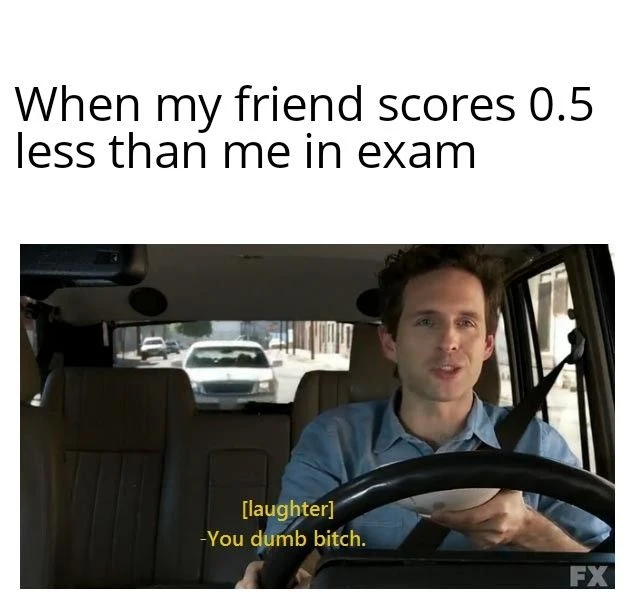 When my friend scores 0.5
less than me in exam
[laughter]
-You dumb bitch.
FX